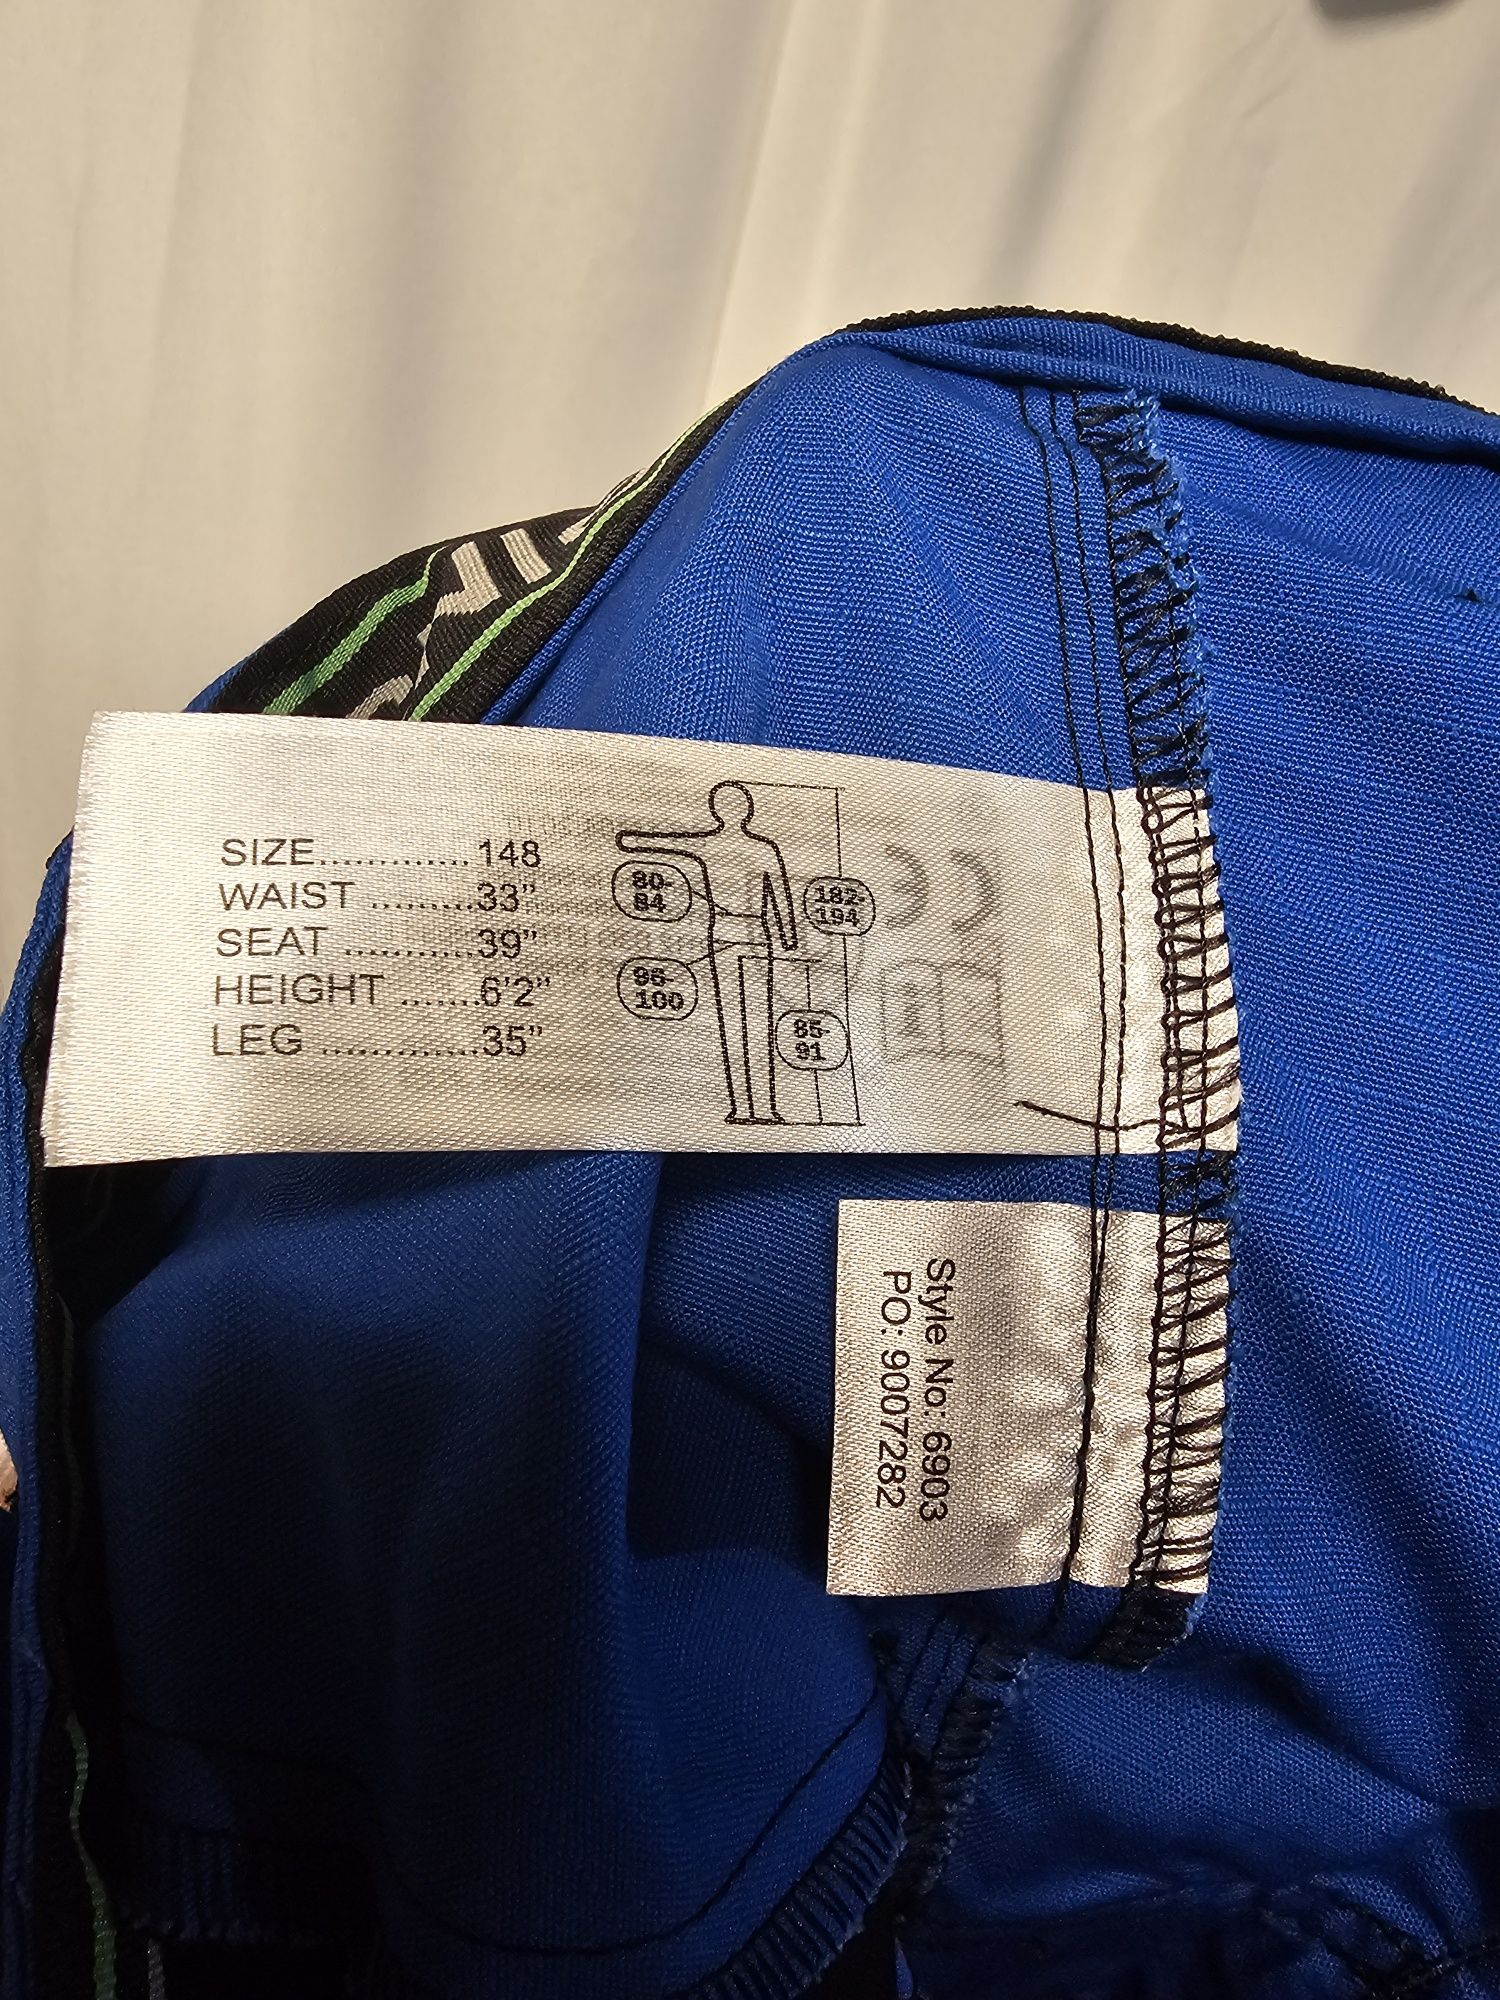 SIZE............. 148
WAIST ..........33"
SEAT ............39"
HEIGHT .......6'2"
LEG ..............35"
80-
84
182-
194
96-
100
85-
91
Style No: 6903
PO: 9007282